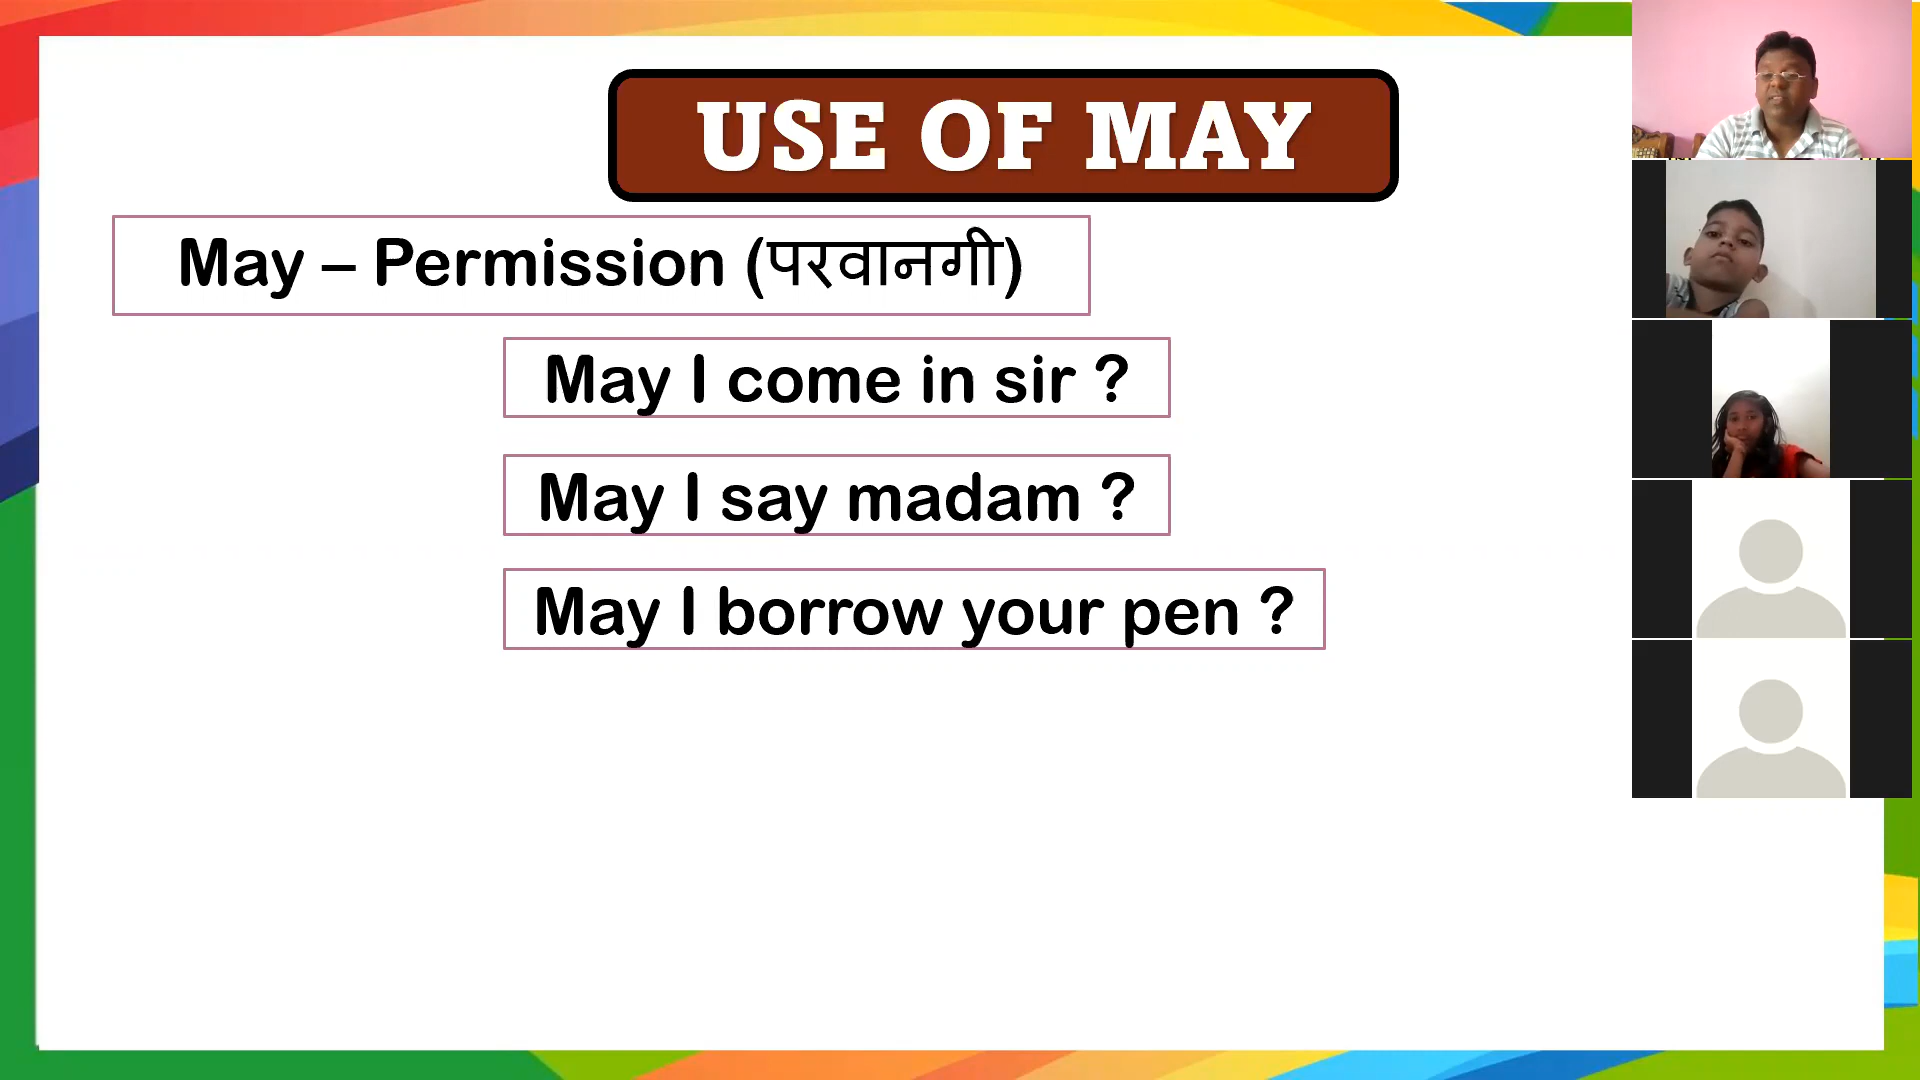 USE OF MAY
May – Permission (परवानगी)
May I come in sir ?
May I say madam ?
May I borrow your pen ?